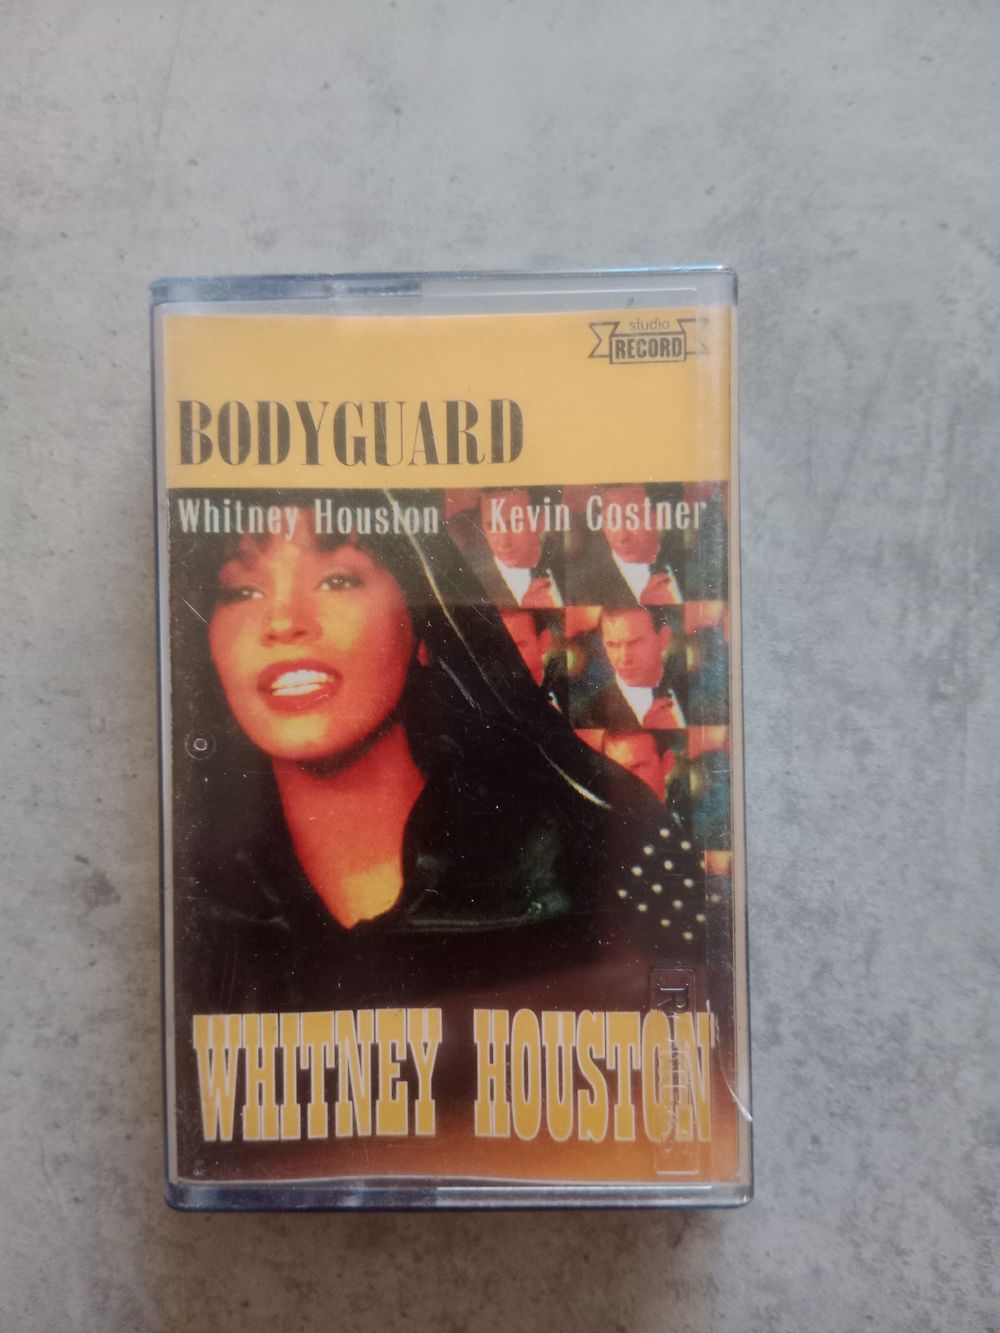 studio
RECORD
BODYGUARD
Whitney Houston Kevin Costner
WHITNEY HOUSTON